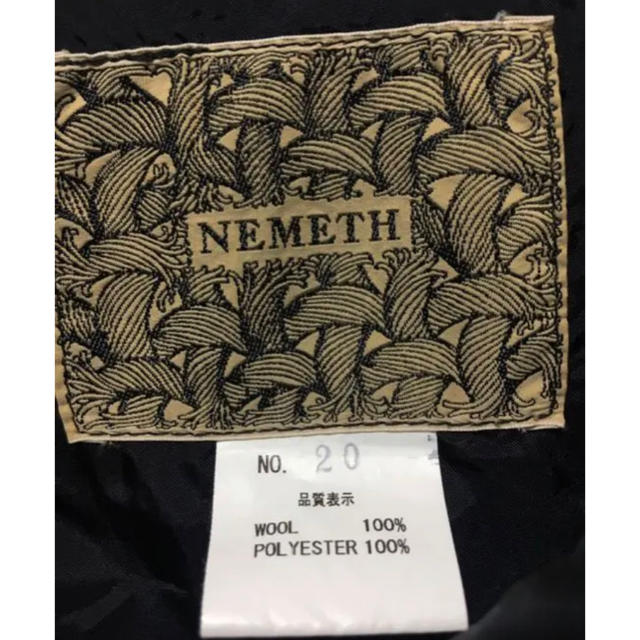 NEMETH
NO. 20
品質表示
WOOL 100%
POLYESTER 100%